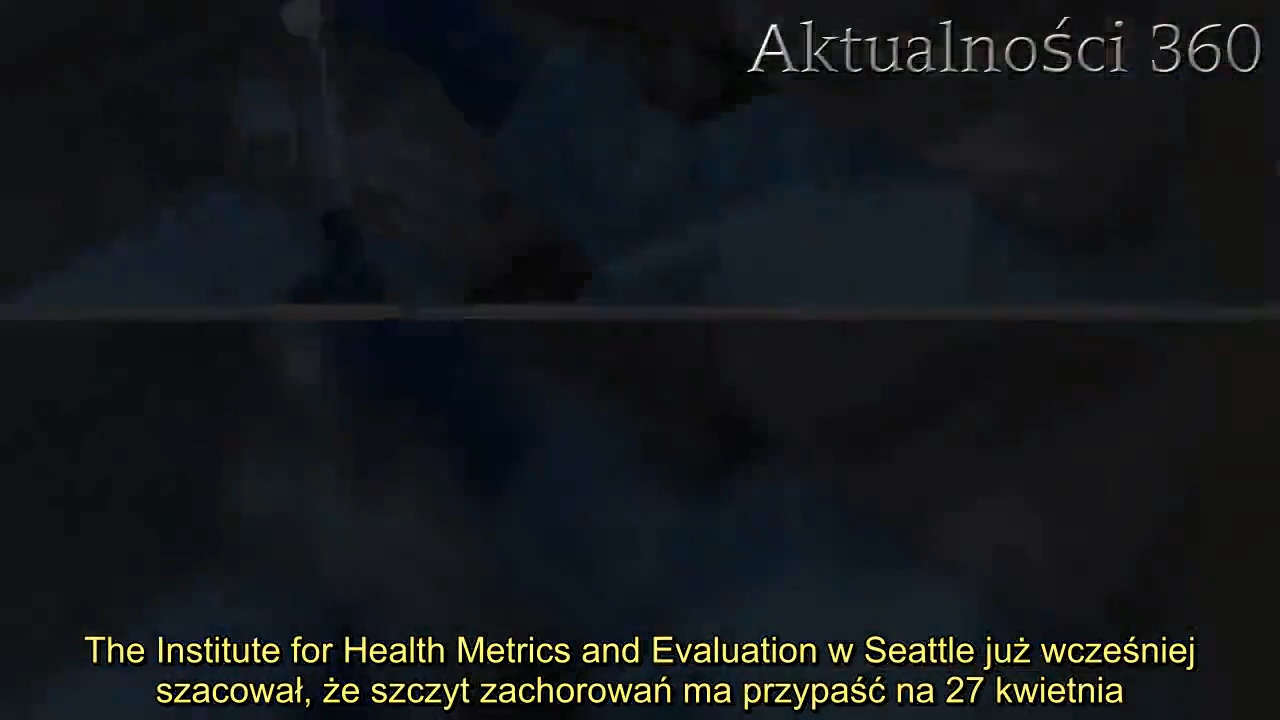 Aktualności 360
The Institute for Health Metrics and Evaluation w Seattle już wcześniej
szacował, że szczyt zachorowań ma przypaść na 27 kwietnia